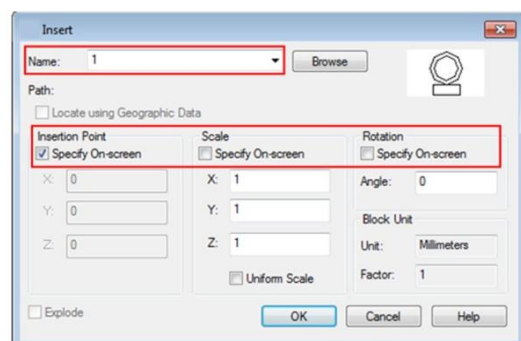 Insert
Name: 1 Browse
Path:
Locate using Geographic Data
Insertion Point Scale Rotation
Specify On-screen Specify On-screen Specify On-screen
X: 0 X: 1 Angle: 0
Y: 0 Y: 1 Block Unit
Z: 0 Z: 1 Unit: Millimeters
Uniform Scale Factor: 1
Explode OK Cancel Help